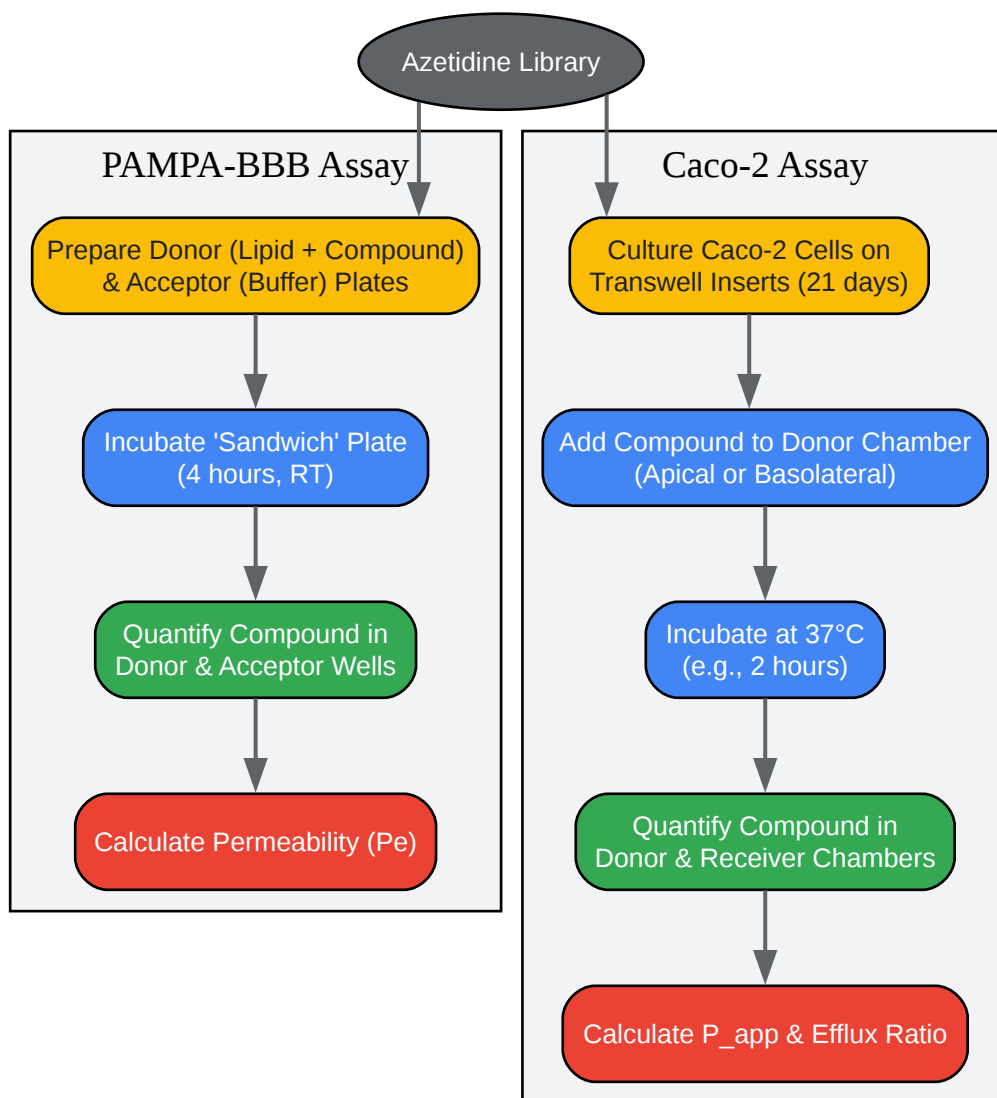 Azetidine Library
PAMPA-BBB Assay
Prepare Donor (Lipid + Compound)
& Acceptor (Buffer) Plates
Incubate 'Sandwich' Plate
(4 hours, RT)
Quantify Compound in
Donor & Acceptor Wells
Calculate Permeability (Pe)
Caco-2 Assay
Culture Caco-2 Cells on
Transwell Inserts (21 days)
Add Compound to Donor Chamber
(Apical or Basolateral)
Incubate at 37°C
(e.g., 2 hours)
Quantify Compound in
Donor & Receiver Chambers
Calculate P_app & Efflux Ratio